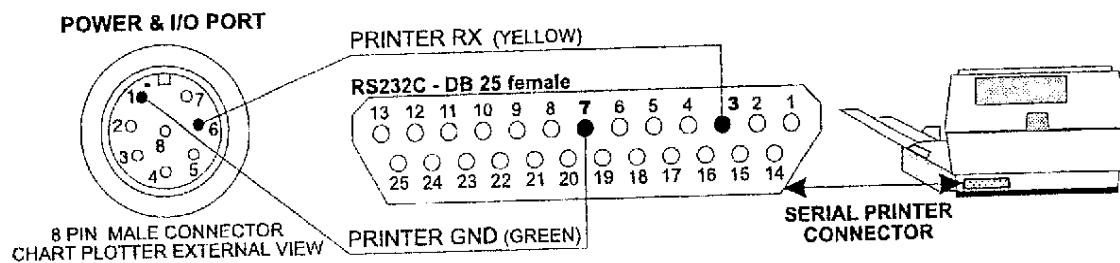 POWER & I/O PORT
1 -
7
2
6
8
3
5
4
8 PIN MALE CONNECTOR
CHART PLOTTER EXTERNAL VIEW
PRINTER RX (YELLOW)
RS232C - DB 25 female
13 12 11 10 9 8 7 6 5 4 3 2 1
25 24 23 22 21 20 19 18 17 16 15 14
PRINTER GND (GREEN)
SERIAL PRINTER
CONNECTOR